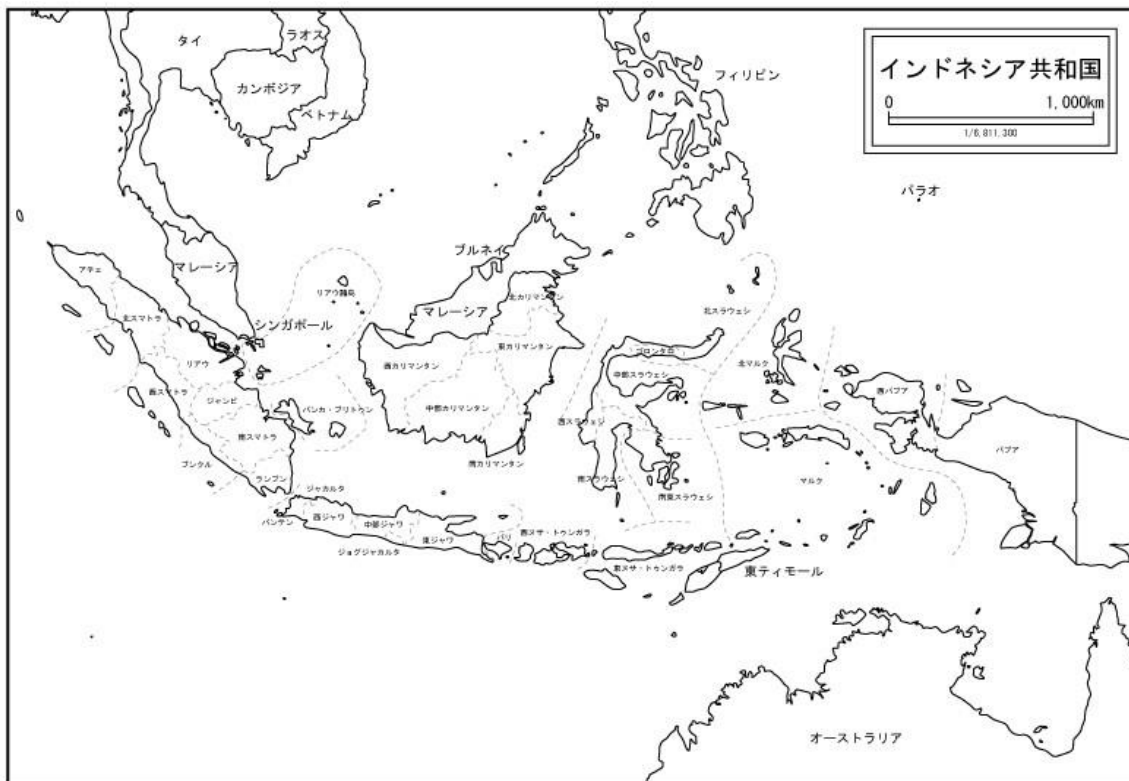 タイ
ラオス
カンボジア
ベトナム
フィリピン
インドネシア共和国
0 1,000km
1/6,811,300
パラオ
ブルネイ
マレーシア
アチェ
リアウ諸島
北カリマンタン
マレーシア
北スマトラ
シンガポール
北スラウェシ
東カリマンタン
ゴロンタロ
リアウ
西カリマンタン
北マルク
中部スラウェシ
西スマトラ
ジャンビ
西パプア
バンカ・ブリトゥン
中部カリマンタン
西スラウェシ
南スマトラ
パプア
ブンクル
南カリマンタン
ランプン
南スラウェシ
マルク
ジャカルタ
南東スラウェシ
バンテン
西ジャワ
中部ジャワ
西ヌサ・トゥンガラ
バリ
東ジャワ
ジョグジャカルタ
東ヌサ・トゥンガラ
東ティモール
オーストラリア